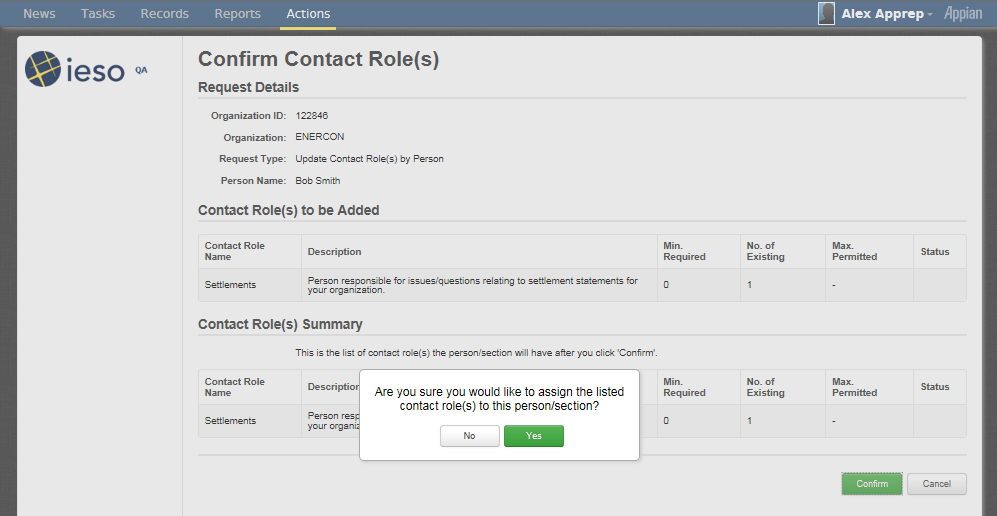 News Tasks Records Reports Actions Alex Apprep Appian
ieso QA
Confirm Contact Role(s)
Request Details
Organization ID: 122846
Organization: ENERCON
Request Type: Update Contact Role(s) by Person
Person Name: Bob Smith
Contact Role(s) to be Added
Contact Role Name Description Min. Required No. of Existing Max. Permitted Status
Settlements Person responsible for issues/questions relating to settlement statements for
your organization. 0 1 -
Contact Role(s) Summary
This is the list of contact role(s) the person/section will have after you click 'Confirm'.
Contact Role Name Description Min. Required No. of Existing Max. Permitted Status
Settlements Person 0 1 -
your
Are you sure you would like to assign the listed
contact role(s) to this person/section?
No Yes
Confirm Cancel